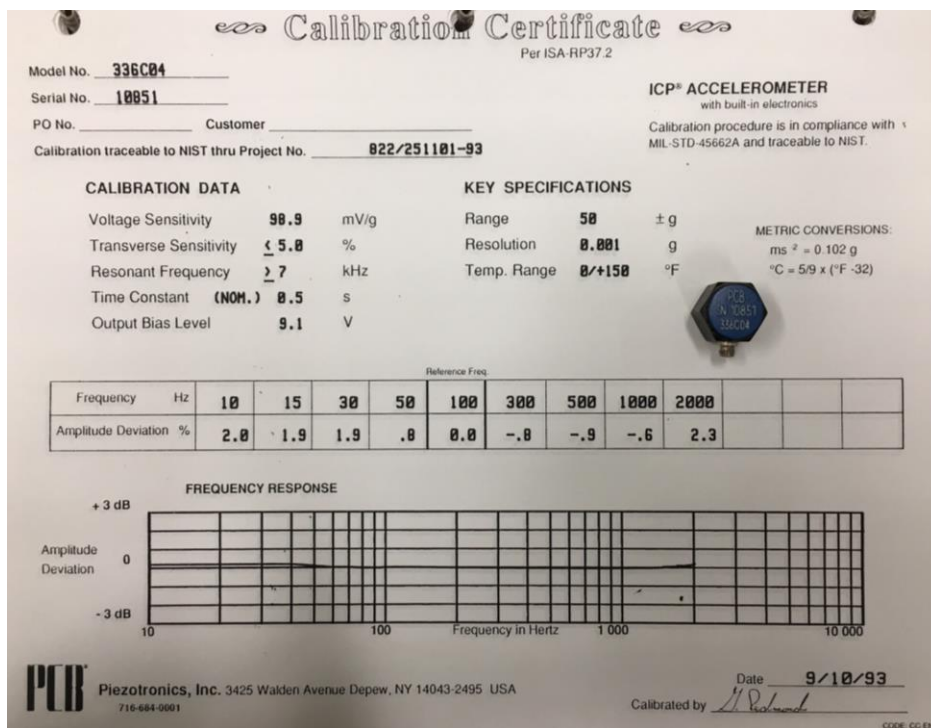 Calibration Certificate
Per ISA-RP37.2
Model No. 336C04
Serial No. 10851
PO No. Customer
Calibration traceable to NIST thru Project No. 822/251101-93
ICP® ACCELEROMETER
with built-in electronics
Calibration procedure is in compliance with
MIL-STD-45662A and traceable to NIST.
CALIBRATION DATA
Voltage Sensitivity 98.9 mV/g
Transverse Sensitivity ≤ 5.0 %
Resonant Frequency ≥ 7 kHz
Time Constant (NOM.) 0.5 s
Output Bias Level 9.1 V
KEY SPECIFICATIONS
Range 50 ± g
Resolution 0.001 g
Temp. Range 0/+150 °F
METRIC CONVERSIONS:
ms ² = 0.102 g
°C = 5/9 x (°F -32)
PCB
SN 10851
336C04
Reference Freq.
Frequency Hz 10 15 30 50 100 300 500 1000 2000
Amplitude Deviation % 2.0 1.9 1.9 .8 0.0 -.8 -.9 -.6 2.3
FREQUENCY RESPONSE
+ 3 dB
Amplitude
Deviation
0
- 3 dB
10 100 Frequency in Hertz 1 000 10 000
PCB Piezotronics, Inc. 3425 Walden Avenue Depew, NY 14043-2495 USA
716-684-0001
Date 9/10/93
Calibrated by